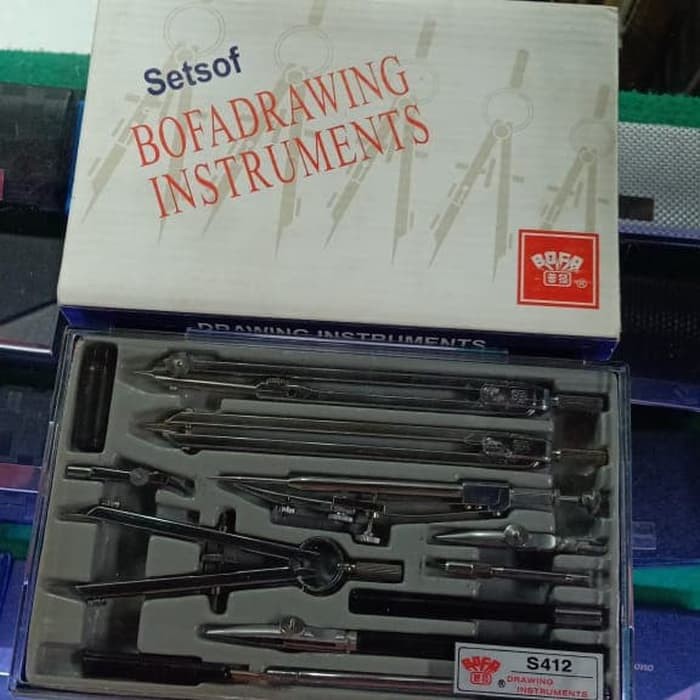 Setsof
BOFADRAWING
INSTRUMENTS
BOFA
®
DRAWING INSTRUMENTS
BOFA
®
S412
DRAWING
INSTRUMENTS